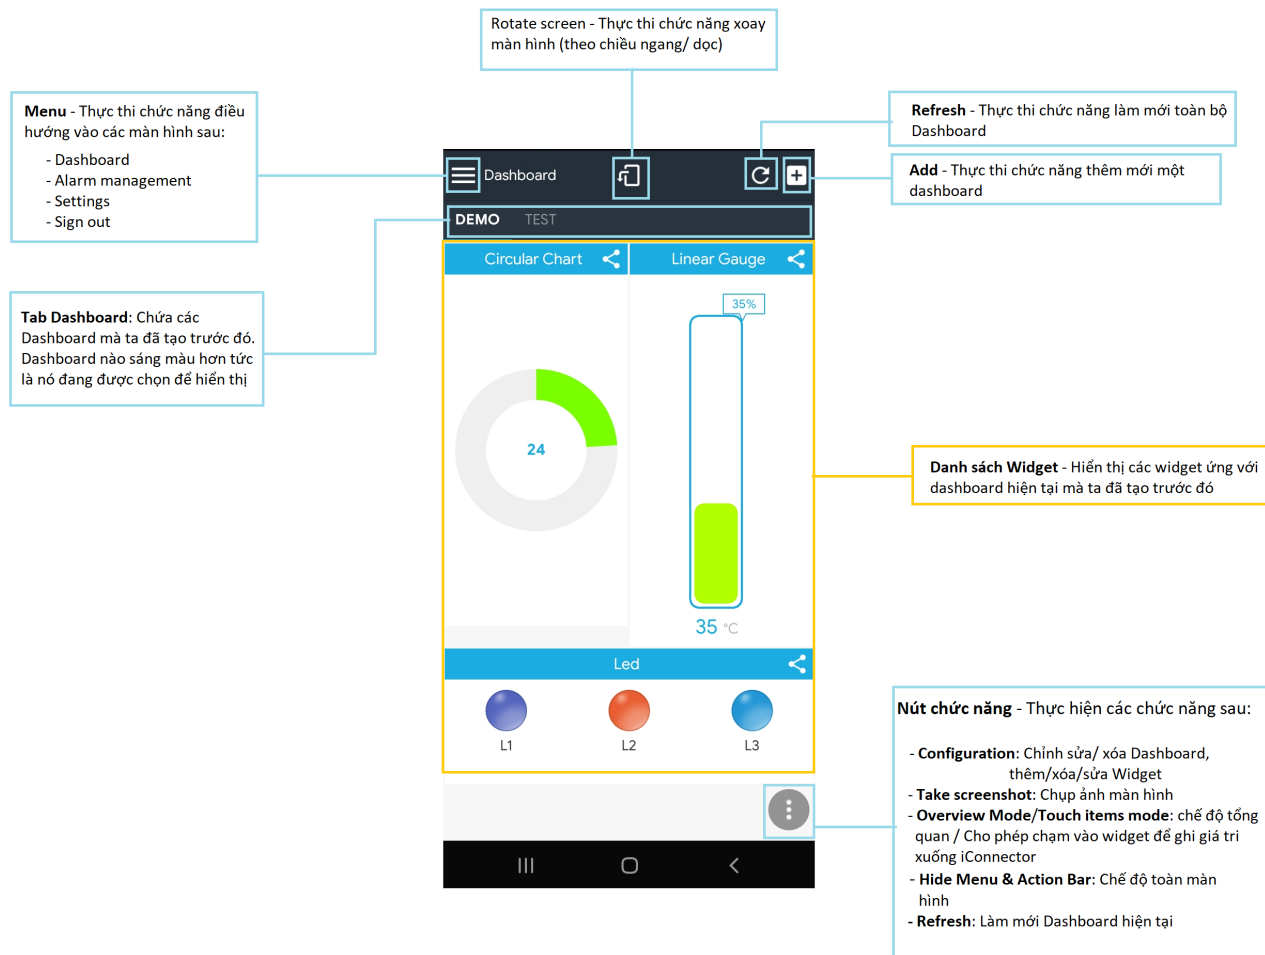 Rotate screen - Thực thi chức năng xoay
màn hình (theo chiều ngang/ dọc)
Menu - Thực thi chức năng điều
hướng vào các màn hình sau:
- Dashboard
- Alarm management
- Settings
- Sign out
Refresh - Thực thi chức năng làm mới toàn bộ
Dashboard
Add - Thực thi chức năng thêm mới một
dashboard
Dashboard
DEMO TEST
Tab Dashboard: Chứa các
Dashboard mà ta đã tạo trước đó.
Dashboard nào sáng màu hơn tức
là nó đang được chọn để hiển thị
Circular Chart
Linear Gauge
35%
24
35 °C
Danh sách Widget - Hiển thị các widget ứng với
dashboard hiện tại mà ta đã tạo trước đó
Led
L1
L2
L3
Nút chức năng - Thực hiện các chức năng sau:
- Configuration: Chỉnh sửa/ xóa Dashboard,
thêm/xóa/sửa Widget
- Take screenshot: Chụp ảnh màn hình
- Overview Mode/Touch items mode: chế độ tổng
quan / Cho phép chạm vào widget để ghi giá tri
xuống iConnector
- Hide Menu & Action Bar: Chế độ toàn màn
hình
- Refresh: Làm mới Dashboard hiện tại